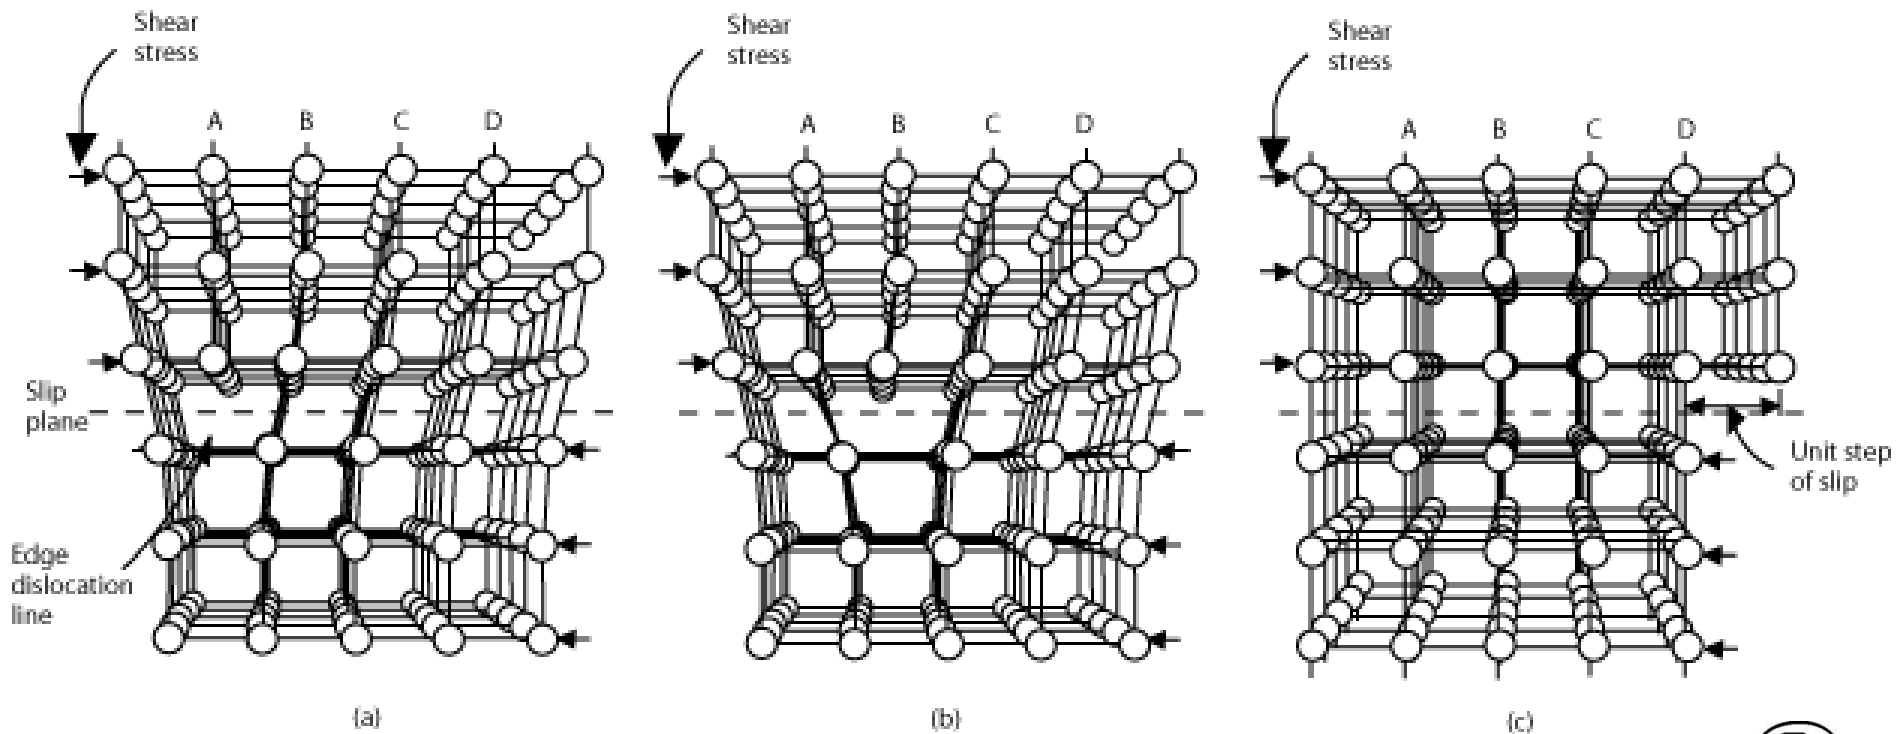 Shear
stress
A B C D
Slip
plane
Edge
dislocation
line
(a)
Shear
stress
A B C D
(b)
Shear
stress
A B C D
Unit step
of slip
(c)